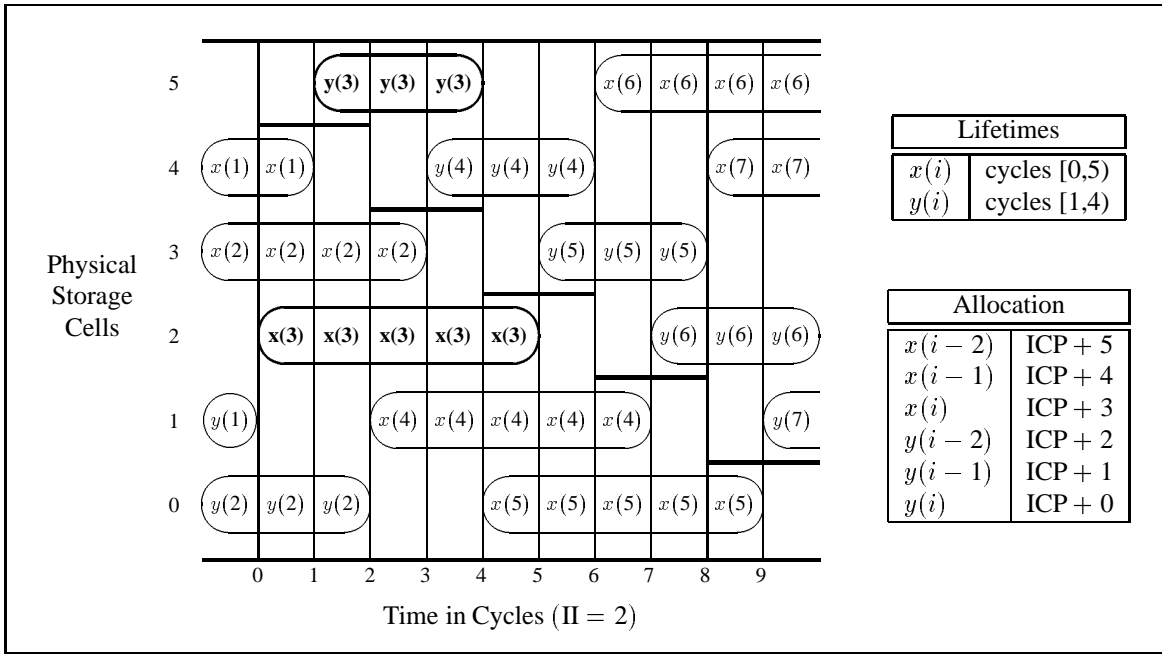 5 y(3) y(3) y(3) x(6) x(6) x(6) x(6)
4 x(1) x(1) y(4) y(4) y(4) x(7) x(7)
3 x(2) x(2) x(2) x(2) y(5) y(5) y(5)
2 x(3) x(3) x(3) x(3) x(3) y(6) y(6) y(6)
1 y(1) x(4) x(4) x(4) x(4) x(4) y(7)
0 y(2) y(2) y(2) x(5) x(5) x(5) x(5) x(5)
Physical
Storage
Cells
0 1 2 3 4 5 6 7 8 9
Time in Cycles (II = 2)
Lifetimes
x(i) cycles [0,5)
y(i) cycles [1,4)
Allocation
x(i − 2) ICP + 5
x(i − 1) ICP + 4
x(i) ICP + 3
y(i − 2) ICP + 2
y(i − 1) ICP + 1
y(i) ICP + 0